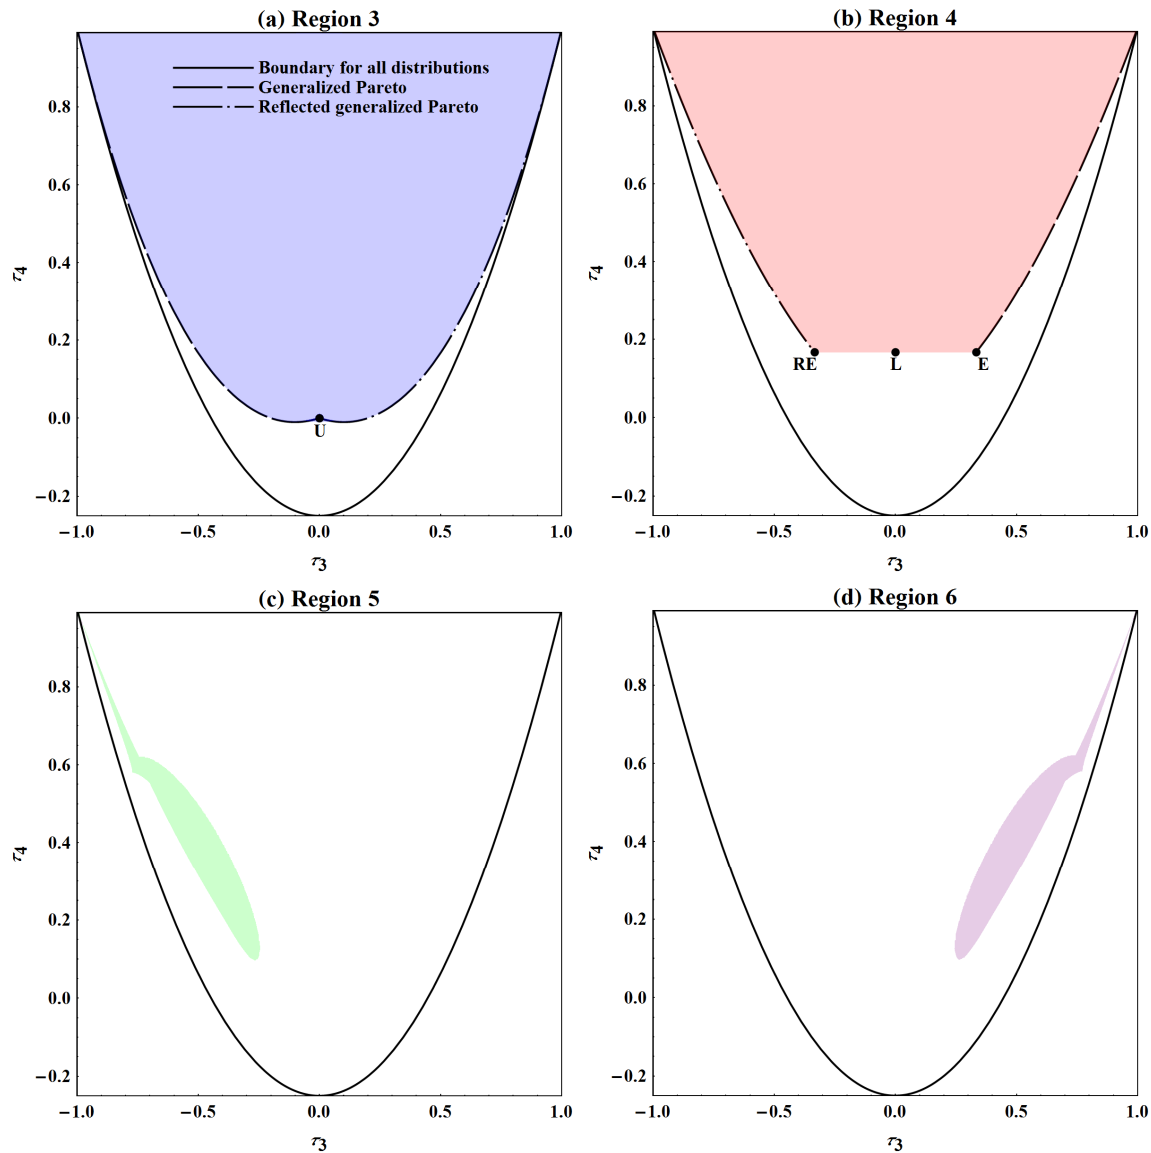 (a) Region 3
Boundary for all distributions
Generalized Pareto
Reflected generalized Pareto
0.8
0.6
0.4
0.2
0.0
−0.2
τ4
U
−1.0 −0.5 0.0 0.5 1.0
τ3
(b) Region 4
0.8
0.6
0.4
0.2
0.0
−0.2
τ4
RE L E
−1.0 −0.5 0.0 0.5 1.0
τ3
(c) Region 5
0.8
0.6
0.4
0.2
0.0
−0.2
τ4
−1.0 −0.5 0.0 0.5 1.0
τ3
(d) Region 6
0.8
0.6
0.4
0.2
0.0
−0.2
τ4
−1.0 −0.5 0.0 0.5 1.0
τ3